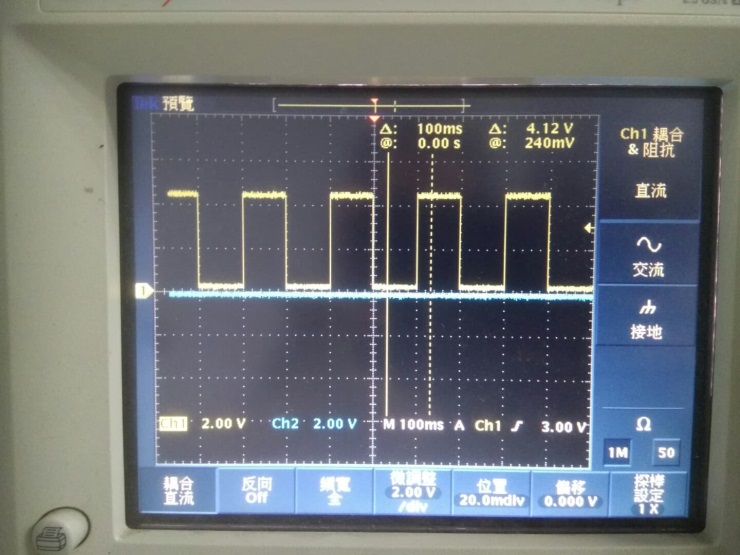 Tek 預覽
Δ: 100ms Δ: 4.12 V
@: 0.00 s @: 240mV
Ch1 耦合
& 阻抗
直流
交流
接地
1
Ch1 2.00 V Ch2 2.00 V M 100ms A Ch1 3.00 V
Ω
1M 50
耦合
直流
反向
Off
頻寬
全
微調整
2.00 V
/div
位置
20.0mdiv
偏移
0.000 V
探棒
設定
1 X